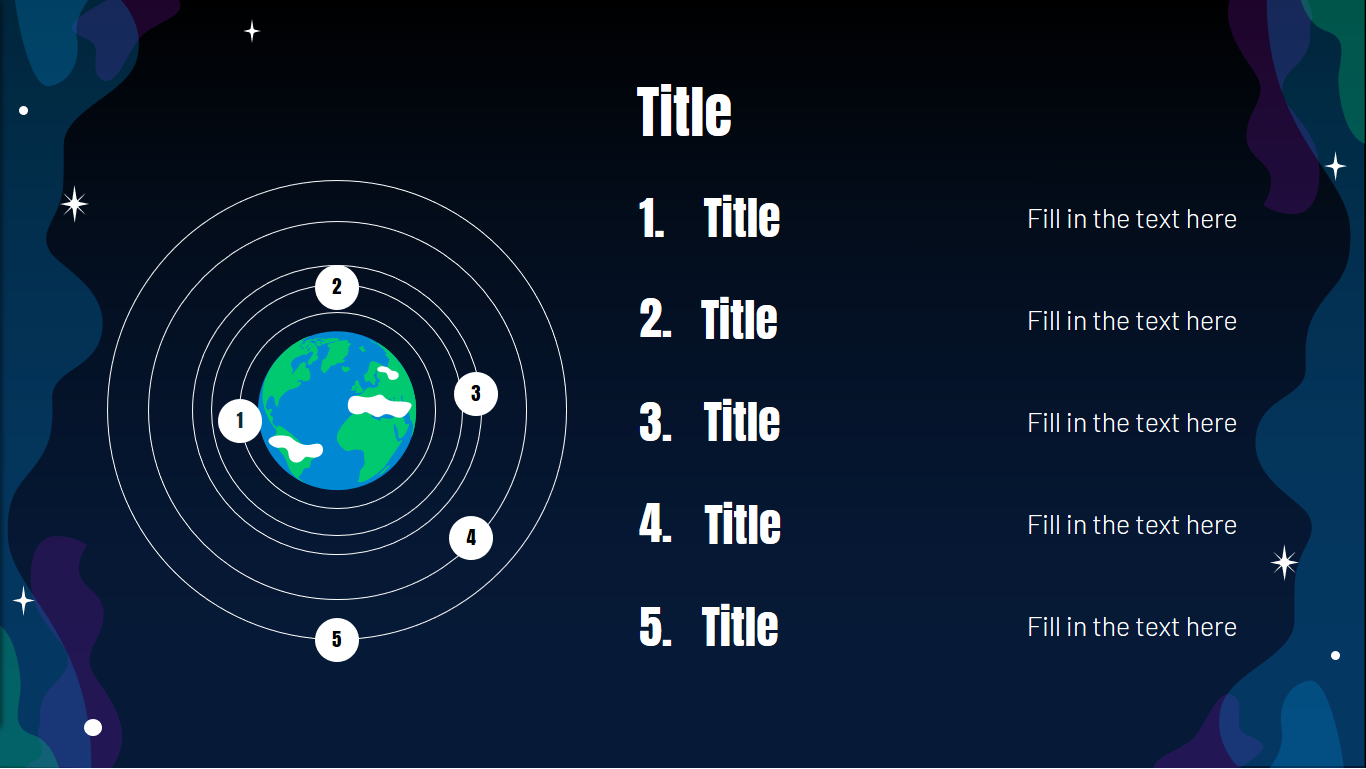 Title
1. Title Fill in the text here
2. Title Fill in the text here
3. Title Fill in the text here
4. Title Fill in the text here
5. Title Fill in the text here
2
3
1
4
5